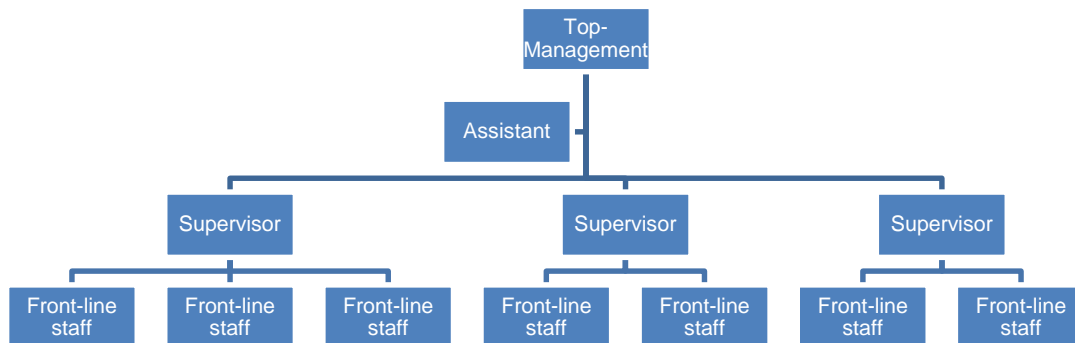 Top-
Management
Assistant
Supervisor
Supervisor
Supervisor
Front-line
staff
Front-line
staff
Front-line
staff
Front-line
staff
Front-line
staff
Front-line
staff
Front-line
staff